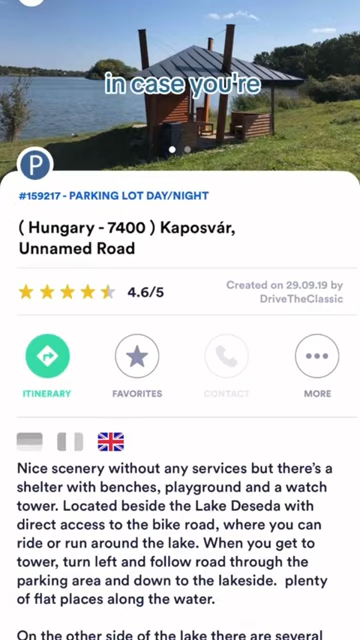 in case you're
P
#159217 - PARKING LOT DAY/NIGHT
( Hungary - 7400 ) Kaposvár,
Unnamed Road
4.6/5
Created on 29.09.19 by
DriveTheClassic
ITINERARY
FAVORITES
CONTACT
MORE
Nice scenery without any services but there's a
shelter with benches, playground and a watch
tower. Located beside the Lake Deseda with
direct access to the bike road, where you can
ride or run around the lake. When you get to
tower, turn left and follow road through the
parking area and down to the lakeside.  plenty
of flat places along the water.
On the other side of the lake there are several